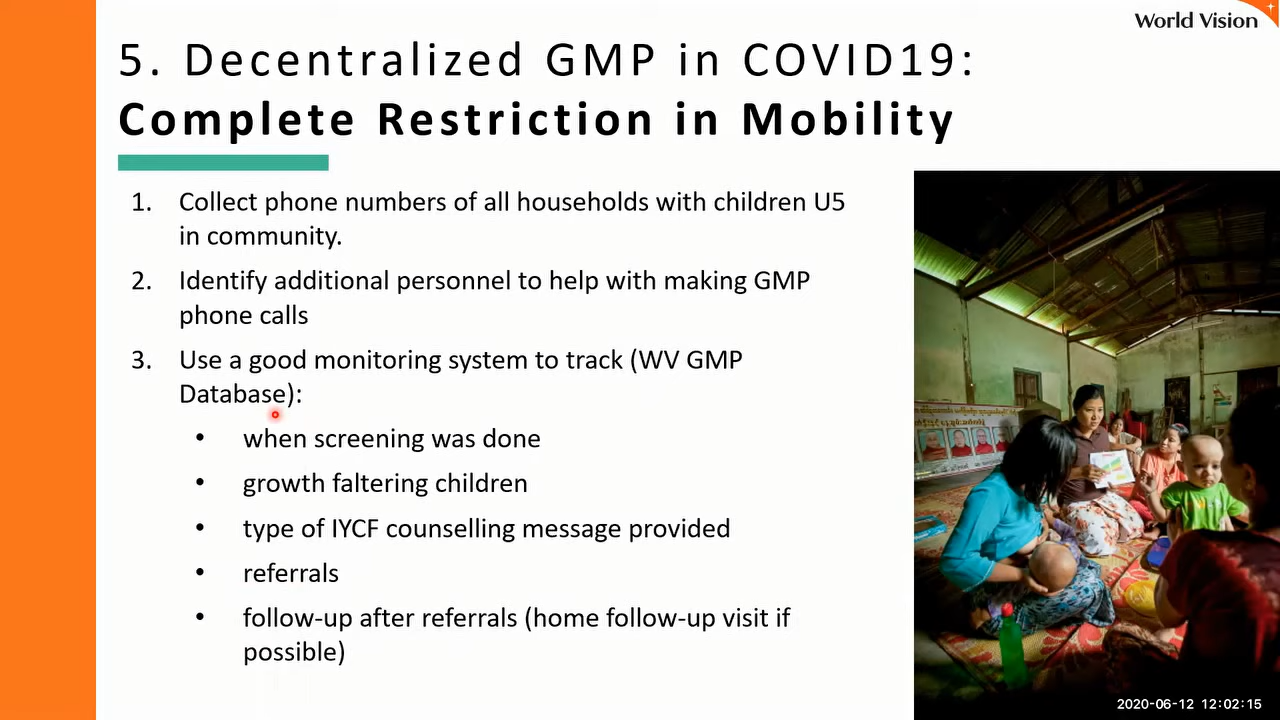 World Vision
5. Decentralized GMP in COVID19:
Complete Restriction in Mobility
1. Collect phone numbers of all households with children U5
in community.
2. Identify additional personnel to help with making GMP
phone calls
3. Use a good monitoring system to track (WV GMP
Database):
• when screening was done
• growth faltering children
• type of IYCF counselling message provided
• referrals
• follow-up after referrals (home follow-up visit if
possible)
2020-06-12 12:02:15